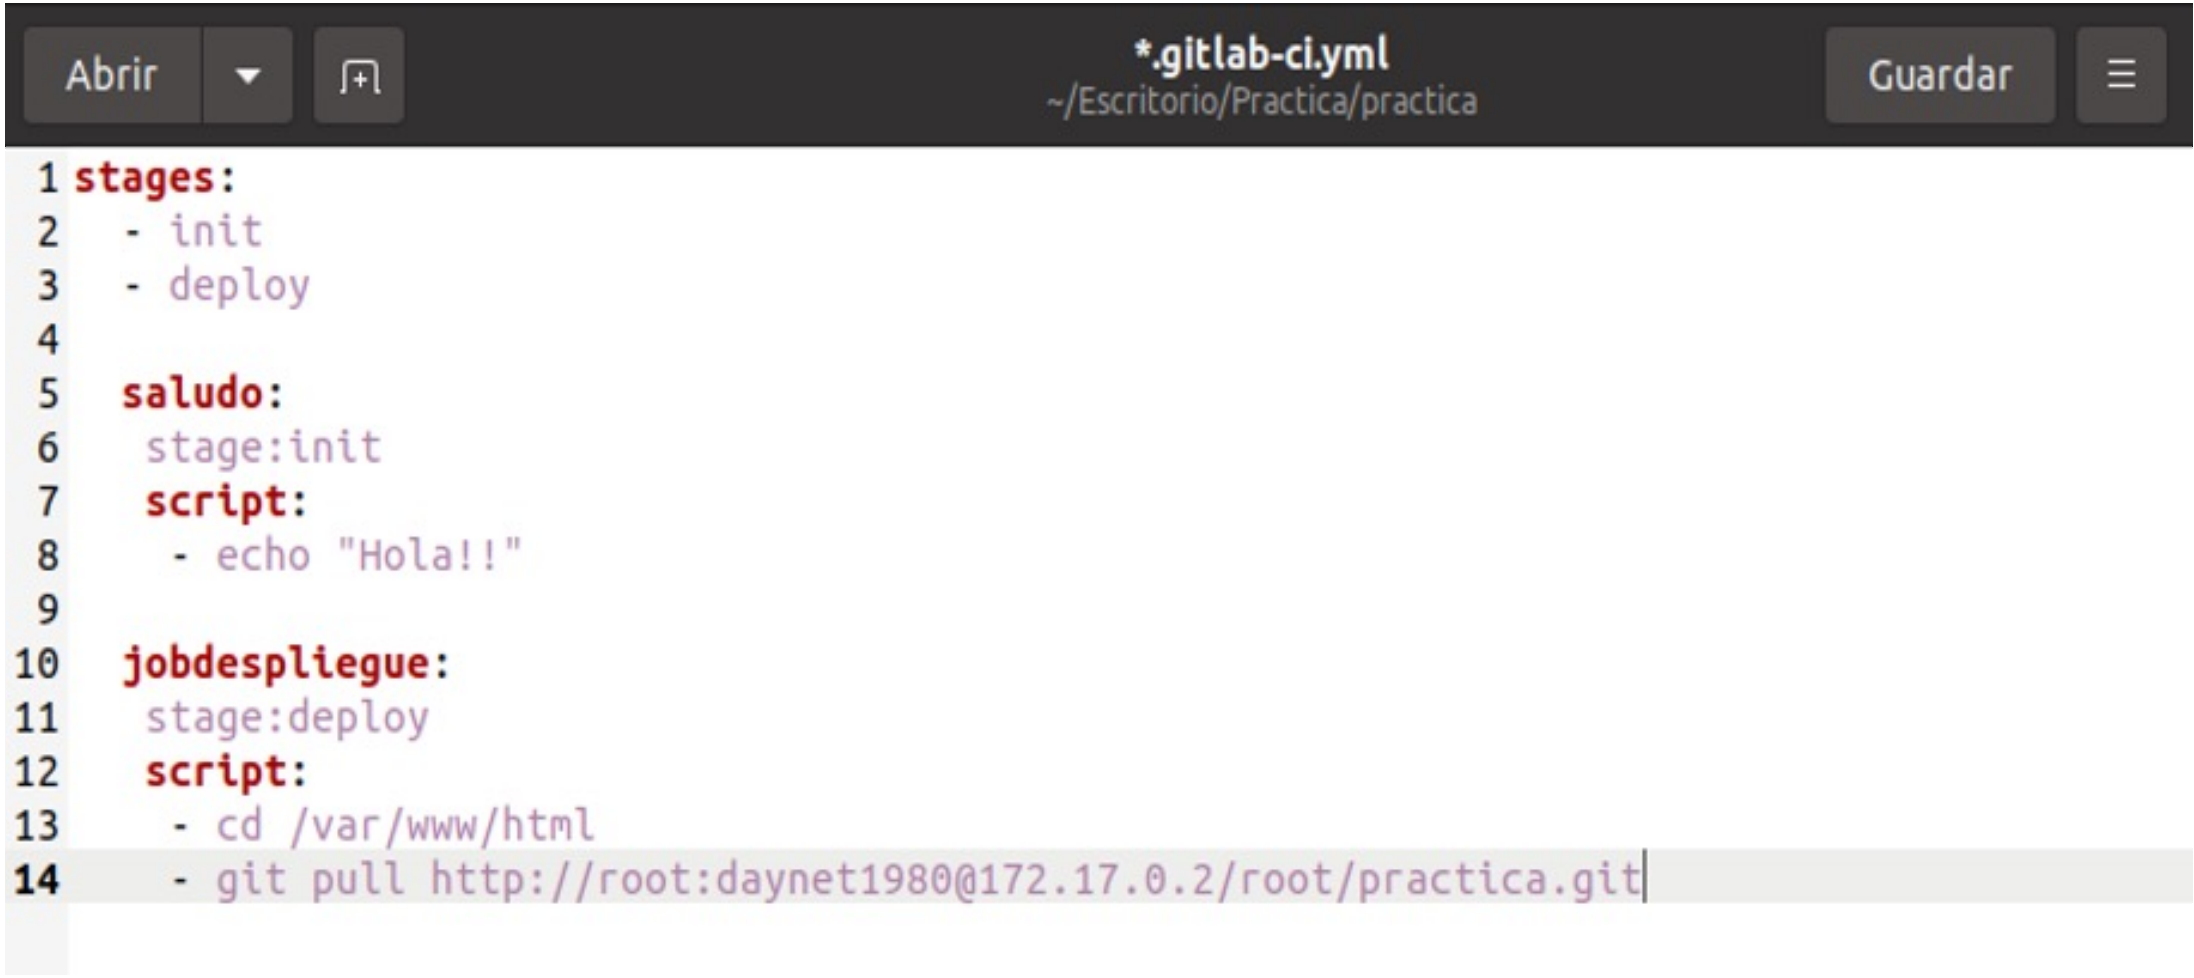 Abrir
*.gitlab-ci.yml
~/Escritorio/Practica/practica
Guardar
1 stages:
2   - init
3   - deploy
4
5   saludo:
6    stage:init
7    script:
8     - echo "Hola!!"
9
10   jobdespliegue:
11    stage:deploy
12    script:
13     - cd /var/www/html
14     - git pull http://root:daynet1980@172.17.0.2/root/practica.git